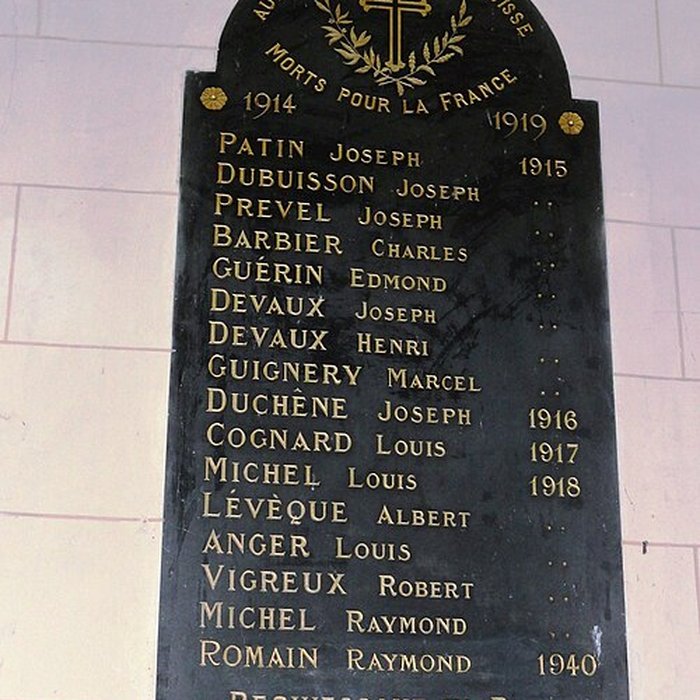 MORTS POUR LA FRANCE
1914 1919
PATIN JOSEPH 1915
DUBUISSON JOSEPH ..
PREVEL JOSEPH ..
BARBIER CHARLES ..
GUÉRIN EDMOND ..
DEVAUX JOSEPH ..
DEVAUX HENRI ..
GUIGNERY MARCEL ..
DUCHÊNE JOSEPH 1916
COGNARD LOUIS 1917
MICHEL LOUIS 1918
LÉVÈQUE ALBERT ..
ANGER LOUIS ..
VIGREUX ROBERT ..
MICHEL RAYMOND ..
ROMAIN RAYMOND 1940